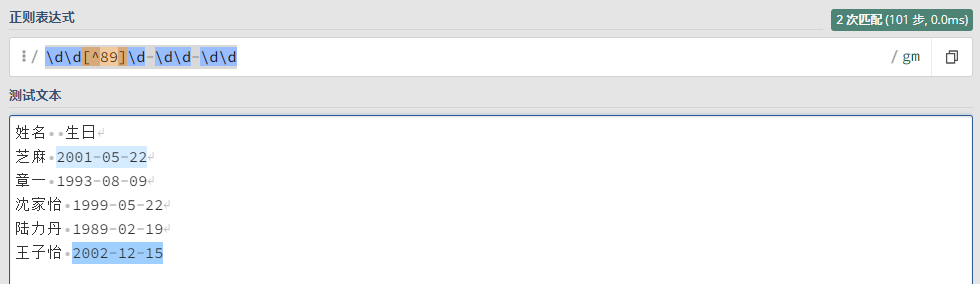 正则表达式
2 次匹配 (101 步, 0.0ms)
/ \d\d[^89]\d-\d\d-\d\d / gm
测试文本
姓名 生日
芝麻 2001-05-22
章一 1993-08-09
沈家怡 1999-05-22
陆力丹 1989-02-19
王子怡 2002-12-15